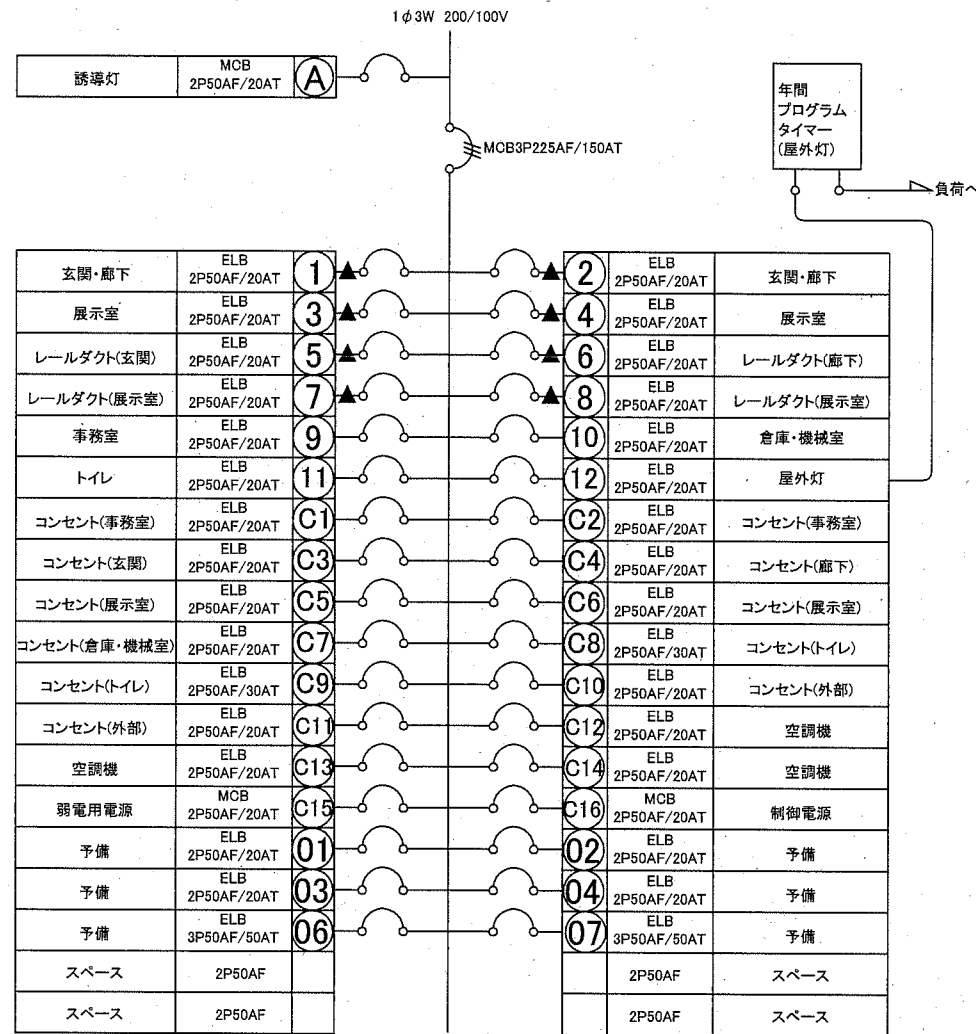 1φ3W 200/100V
誘導灯 MCB 2P50AF/20AT A
年間
プログラム
タイマー
(屋外灯)
MCB3P225AF/150AT
負荷へ
玄関・廊下 ELB 2P50AF/20AT 1 2 ELB 2P50AF/20AT 玄関・廊下
展示室 ELB 2P50AF/20AT 3 4 ELB 2P50AF/20AT 展示室
レールダクト(玄関) ELB 2P50AF/20AT 5 6 ELB 2P50AF/20AT レールダクト(廊下)
レールダクト(展示室) ELB 2P50AF/20AT 7 8 ELB 2P50AF/20AT レールダクト(展示室)
事務室 ELB 2P50AF/20AT 9 10 ELB 2P50AF/20AT 倉庫・機械室
トイレ ELB 2P50AF/20AT 11 12 ELB 2P50AF/20AT 屋外灯
コンセント(事務室) ELB 2P50AF/20AT C1 C2 ELB 2P50AF/20AT コンセント(事務室)
コンセント(玄関) ELB 2P50AF/20AT C3 C4 ELB 2P50AF/20AT コンセント(廊下)
コンセント(展示室) ELB 2P50AF/20AT C5 C6 ELB 2P50AF/20AT コンセント(展示室)
コンセント(倉庫・機械室) ELB 2P50AF/20AT C7 C8 ELB 2P50AF/30AT コンセント(トイレ)
コンセント(トイレ) ELB 2P50AF/30AT C9 C10 ELB 2P50AF/20AT コンセント(外部)
コンセント(外部) ELB 2P50AF/20AT C11 C12 ELB 2P50AF/20AT 空調機
空調機 ELB 2P50AF/20AT C13 C14 ELB 2P50AF/20AT 空調機
弱電用電源 MCB 2P50AF/20AT C15 C16 MCB 2P50AF/20AT 制御電源
予備 ELB 2P50AF/20AT 01 02 ELB 2P50AF/20AT 予備
予備 ELB 2P50AF/20AT 03 04 ELB 2P50AF/20AT 予備
予備 ELB 3P50AF/50AT 06 07 ELB 3P50AF/50AT 予備
スペース 2P50AF 2P50AF スペース
スペース 2P50AF 2P50AF スペース